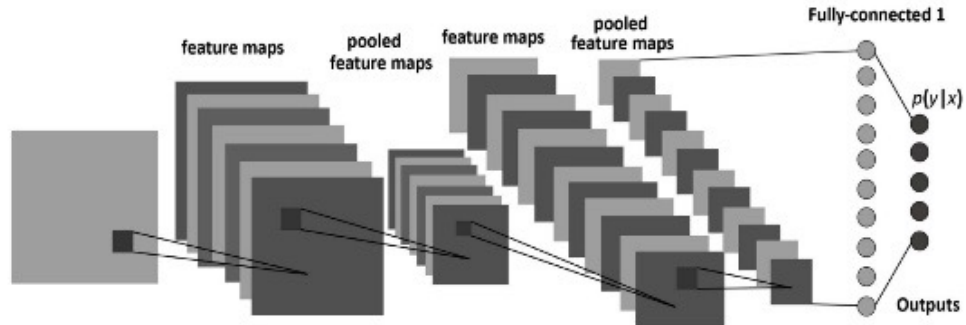 Fully-connected 1
feature maps
pooled
feature maps
feature maps
pooled
feature maps
p(y|x)
Outputs